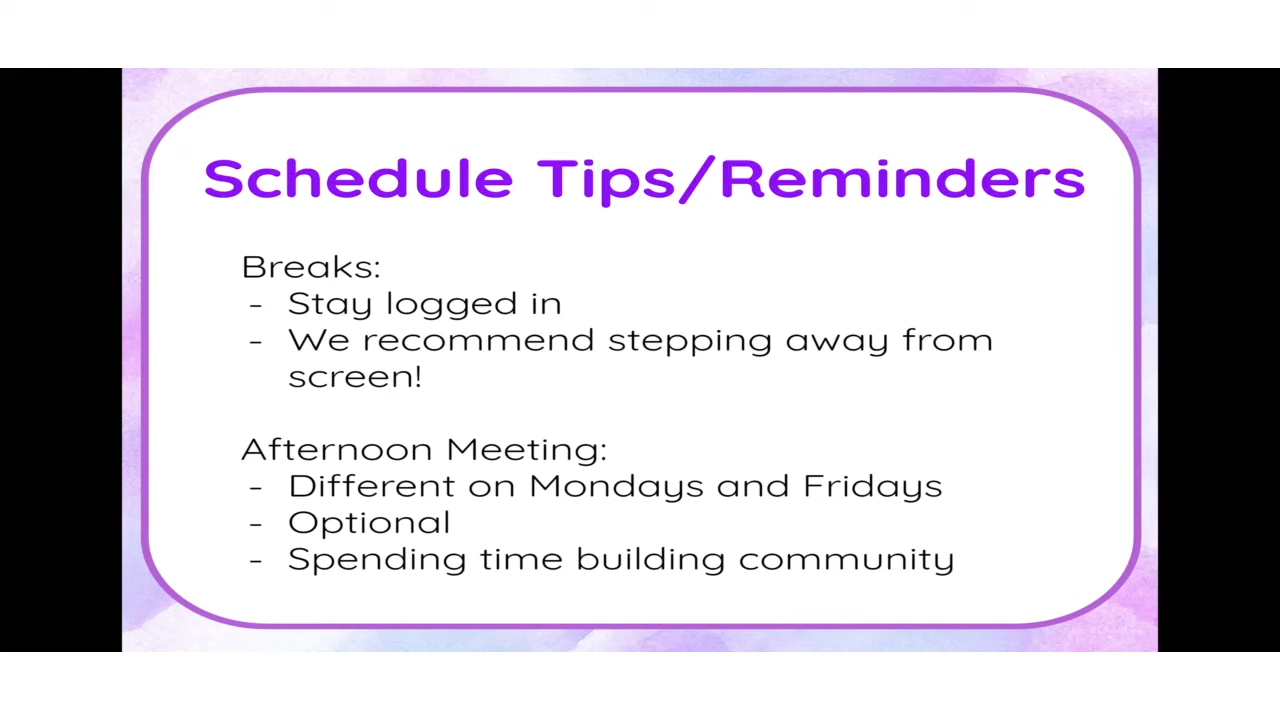 Schedule Tips/Reminders
Breaks:
- Stay logged in
- We recommend stepping away from
screen!
Afternoon Meeting:
- Different on Mondays and Fridays
- Optional
- Spending time building community